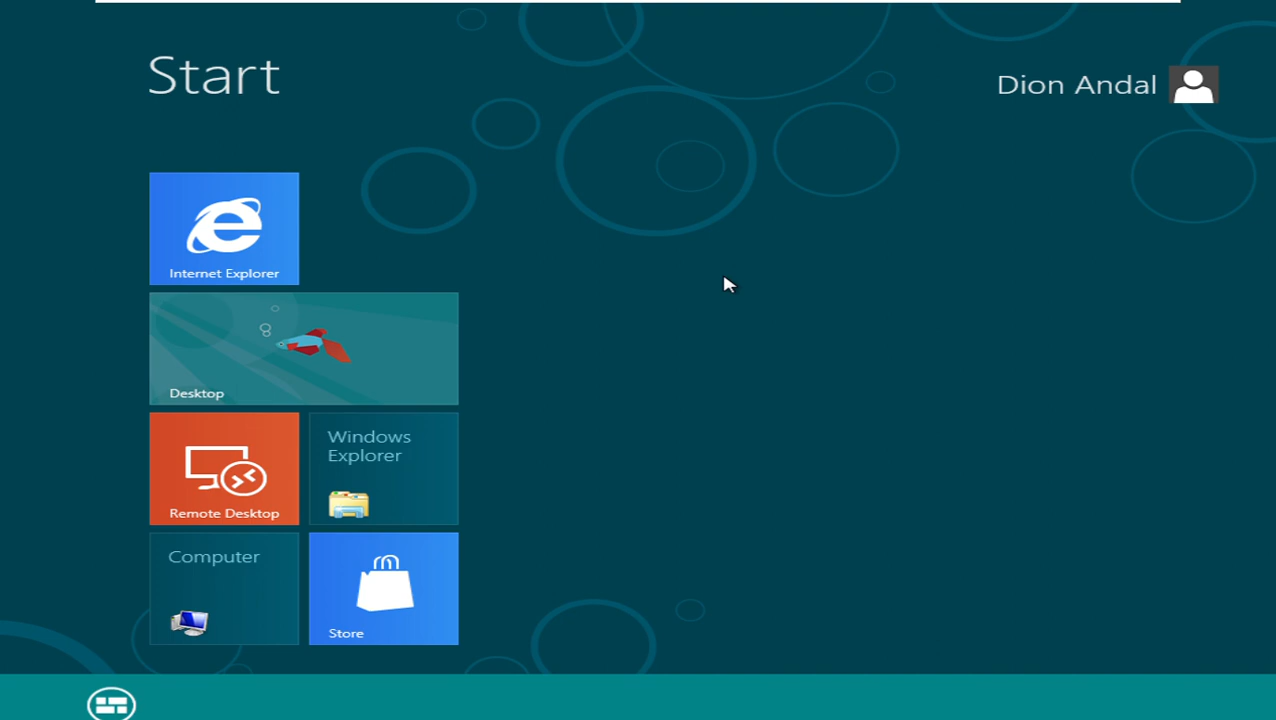 Start
Dion Andal
Internet Explorer
Desktop
Remote Desktop
Windows
Explorer
Computer
Store